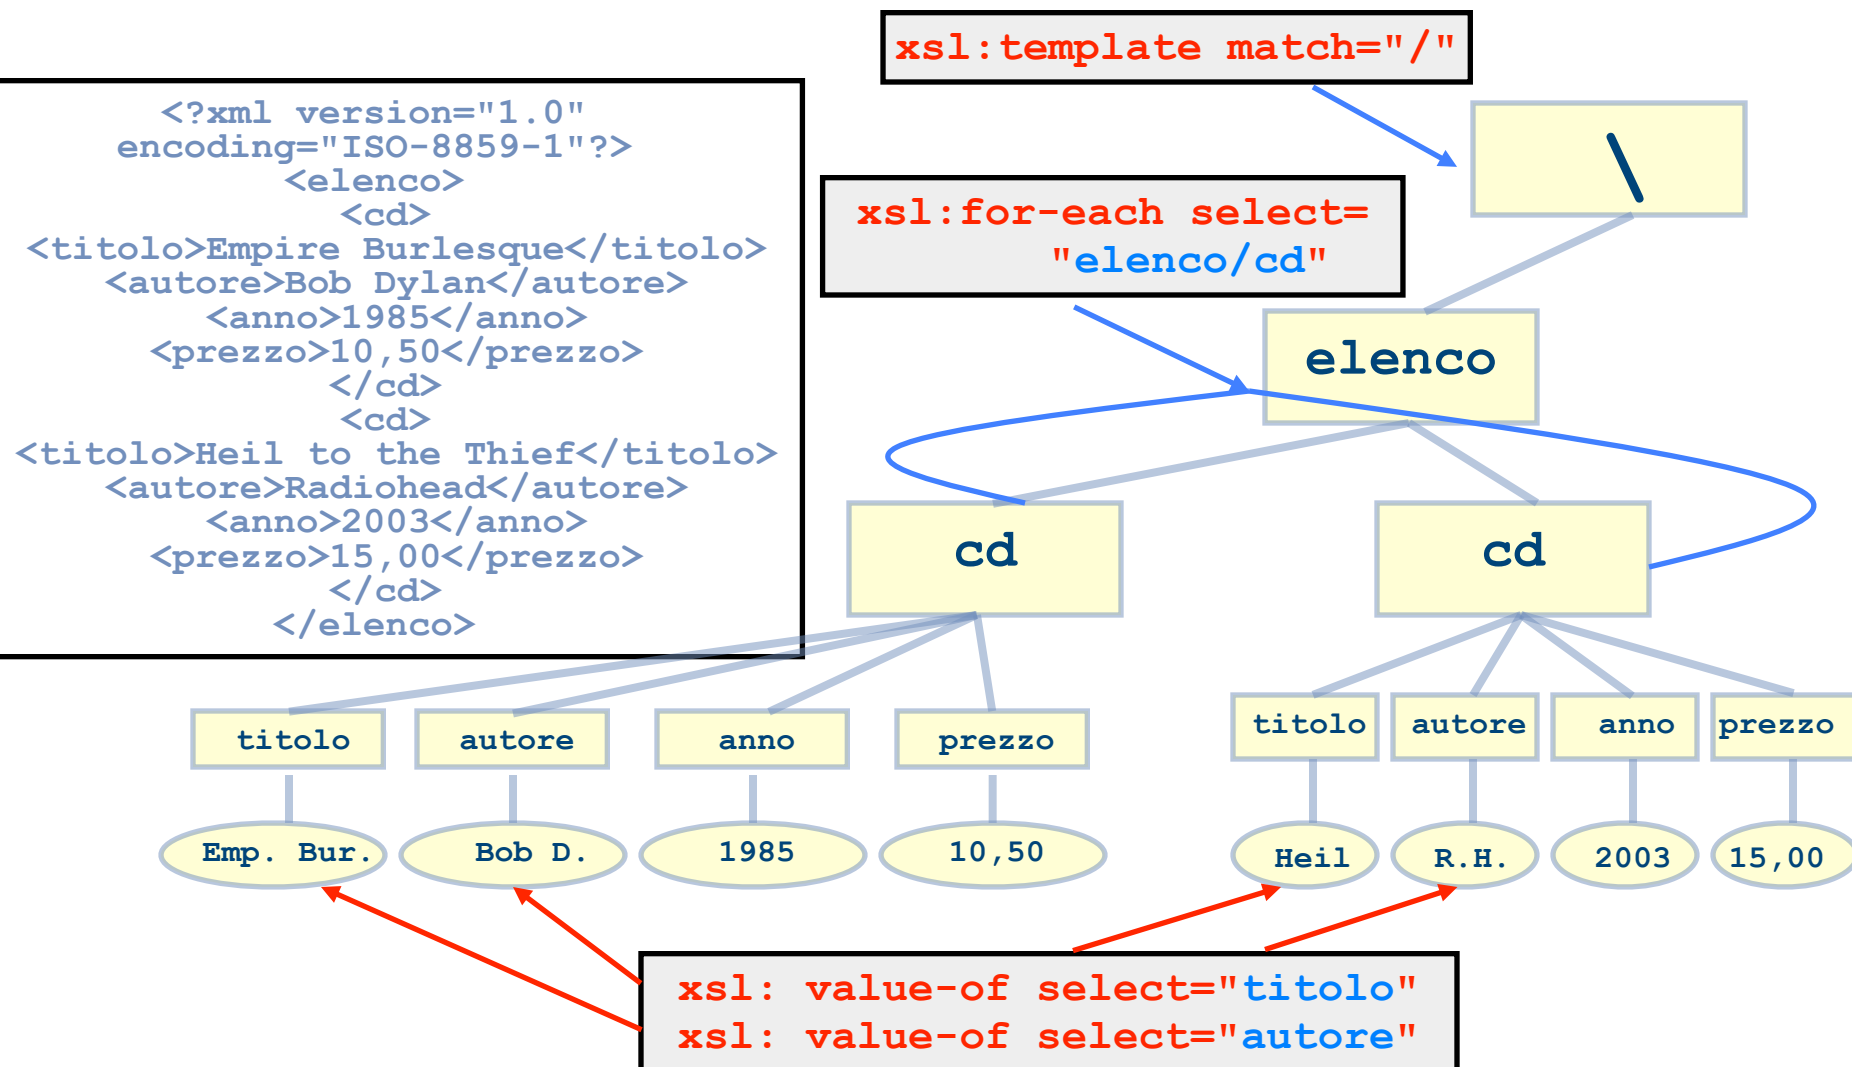 xsl:template match="/"
<?xml version="1.0"
encoding="ISO-8859-1"?>
<elenco>
<cd>
<titolo>Empire Burlesque</titolo>
<autore>Bob Dylan</autore>
<anno>1985</anno>
<prezzo>10,50</prezzo>
</cd>
<cd>
<titolo>Heil to the Thief</titolo>
<autore>Radiohead</autore>
<anno>2003</anno>
<prezzo>15,00</prezzo>
</cd>
</elenco>
\
xsl:for-each select=
"elenco/cd"
elenco
cd
cd
titolo
autore
anno
prezzo
titolo
autore
anno
prezzo
Emp. Bur.
Bob D.
1985
10,50
Heil
R.H.
2003
15,00
xsl: value-of select="titolo"
xsl: value-of select="autore"